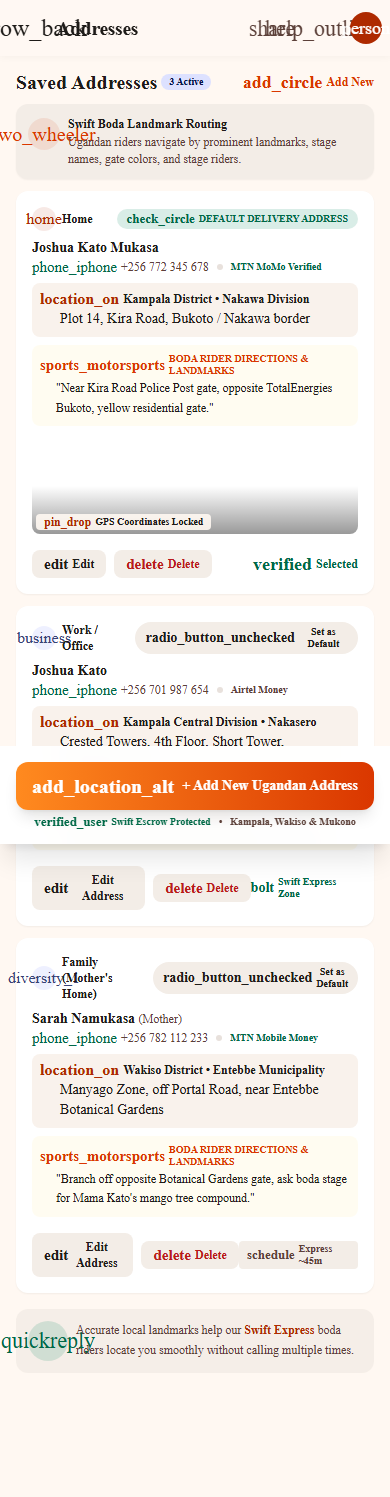 Addresses
Saved Addresses 3 Active add_circle Add New
Swift Boda Landmark Routing
two_wheeler
Ugandan riders navigate by prominent landmarks, stage
names, gate colors, and stage riders.
home Home check_circle DEFAULT DELIVERY ADDRESS
Joshua Kato Mukasa
phone_iphone +256 772 345 678 MTN MoMo Verified
location_on Kampala District • Nakawa Division
Plot 14, Kira Road, Bukoto / Nakawa border
sports_motorsports BODA RIDER DIRECTIONS &
LANDMARKS
"Near Kira Road Police Post gate, opposite TotalEnergies
Bukoto, yellow residential gate."
pin_drop GPS Coordinates Locked
edit Edit delete Delete verified Selected
business Work /
Office radio_button_unchecked Set as
Default
Joshua Kato
phone_iphone +256 701 987 654 Airtel Money
location_on Kampala Central Division • Nakasero
Crested Towers, 4th Floor, Short Tower,
add_location_alt + Add New Ugandan Address
verified_user Swift Escrow Protected • Kampala, Wakiso & Mukono
edit Edit
Address delete Delete bolt Swift Express
Zone
Family
(Mother's
Home) radio_button_unchecked Set as
Default
Sarah Namukasa (Mother)
phone_iphone +256 782 112 233 MTN Mobile Money
location_on Wakiso District • Entebbe Municipality
Manyago Zone, off Portal Road, near Entebbe
Botanical Gardens
sports_motorsports BODA RIDER DIRECTIONS &
LANDMARKS
"Branch off opposite Botanical Gardens gate, ask boda stage
for Mama Kato's mango tree compound."
edit Edit
Address delete Delete schedule Express
~45m
quickreply
Accurate local landmarks help our Swift Express boda
riders locate you smoothly without calling multiple times.